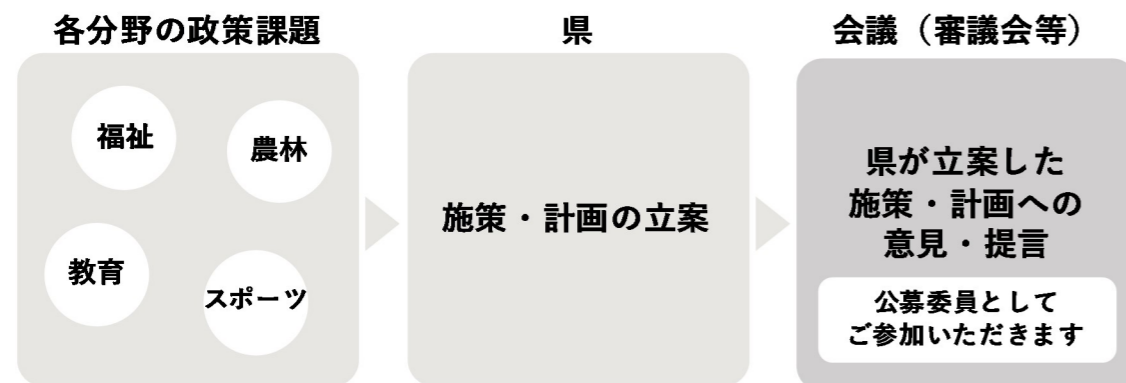 各分野の政策課題
福祉
農林
教育
スポーツ
県
施策・計画の立案
会議（審議会等）
県が立案した
施策・計画への
意見・提言
公募委員として
ご参加いただきます